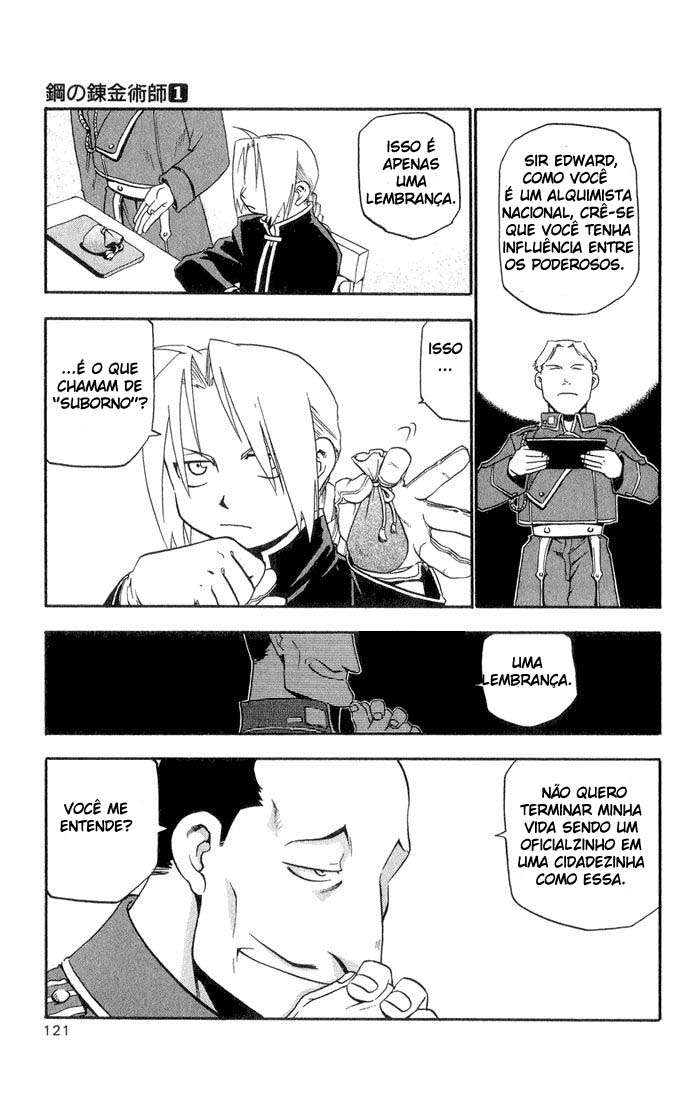 鋼の錬金術師1
SIR EDWARD,
COMO VOCÊ
É UM ALQUIMISTA
NACIONAL, CRÊ-SE
QUE VOCÊ TENHA
INFLUÊNCIA ENTRE
OS PODEROSOS.
ISSO É
APENAS
UMA
LEMBRANÇA.
ISSO
...
...É O QUE
CHAMAM DE
"SUBORNO"?
UMA
LEMBRANÇA.
NÃO QUERO
TERMINAR MINHA
VIDA SENDO UM
OFICIALZINHO EM
UMA CIDADEZINHA
COMO ESSA.
VOCÊ ME
ENTENDE?
121